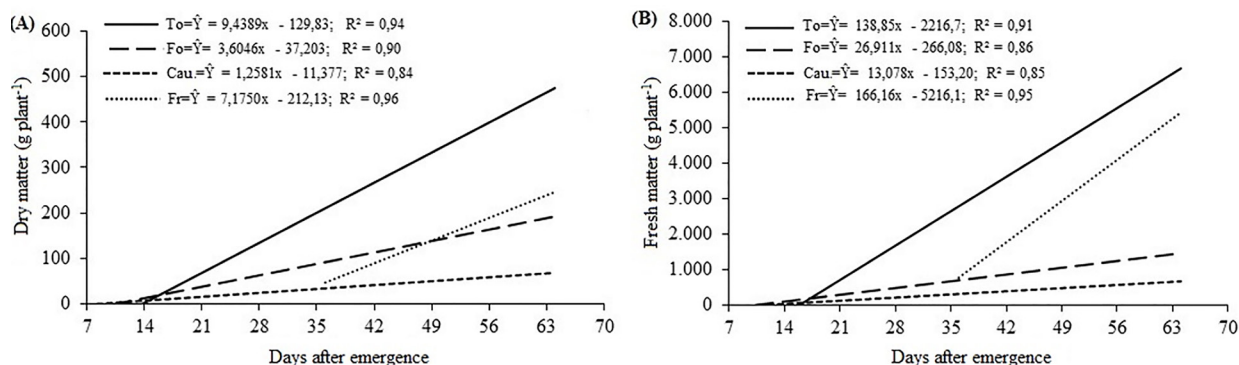 (A)
To=Ŷ= 9,4389x - 129,83; R² = 0,94
Fo=Ŷ= 3,6046x - 37,203; R² = 0,90
Cau.=Ŷ= 1,2581x - 11,377; R² = 0,84
Fr=Ŷ= 7,1750x - 212,13; R² = 0,96
Dry matter (g plant⁻¹)
600
500
400
300
200
100
0
7 14 21 28 35 42 49 56 63 70
Days after emergence
(B)
To=Ŷ= 138,85x - 2216,7; R² = 0,91
Fo=Ŷ= 26,911x - 266,08; R² = 0,86
Cau.=Ŷ= 13,078x - 153,20; R² = 0,85
Fr=Ŷ= 166,16x - 5216,1; R² = 0,95
Fresh matter (g plant⁻¹)
8.000
7.000
6.000
5.000
4.000
3.000
2.000
1.000
0
7 14 21 28 35 42 49 56 63 70
Days after emergence